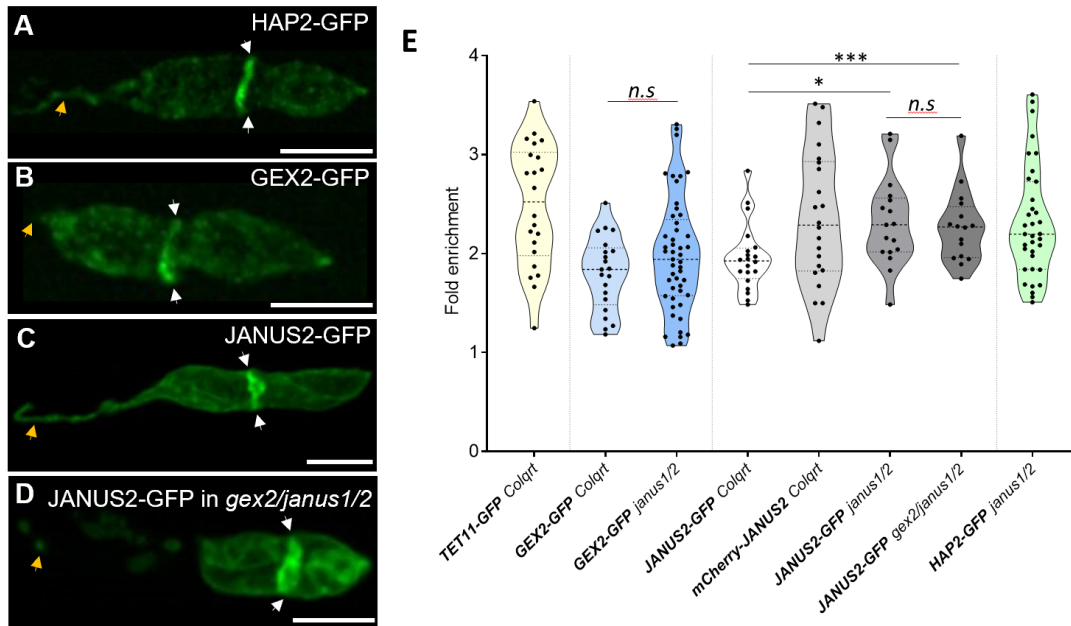 A
HAP2-GFP
B
GEX2-GFP
C
JANUS2-GFP
D
JANUS2-GFP in gex2/janus1/2
E
Fold enrichment
4
3
2
1
0
n.s
***
*
n.s
TET11-GFP Colqrt
GEX2-GFP Colqrt
GEX2-GFP janus1/2
JANUS2-GFP Colqrt
mCherry-JANUS2 Colqrt
JANUS2-GFP janus1/2
JANUS2-GFP gex2/janus1/2
HAP2-GFP janus1/2